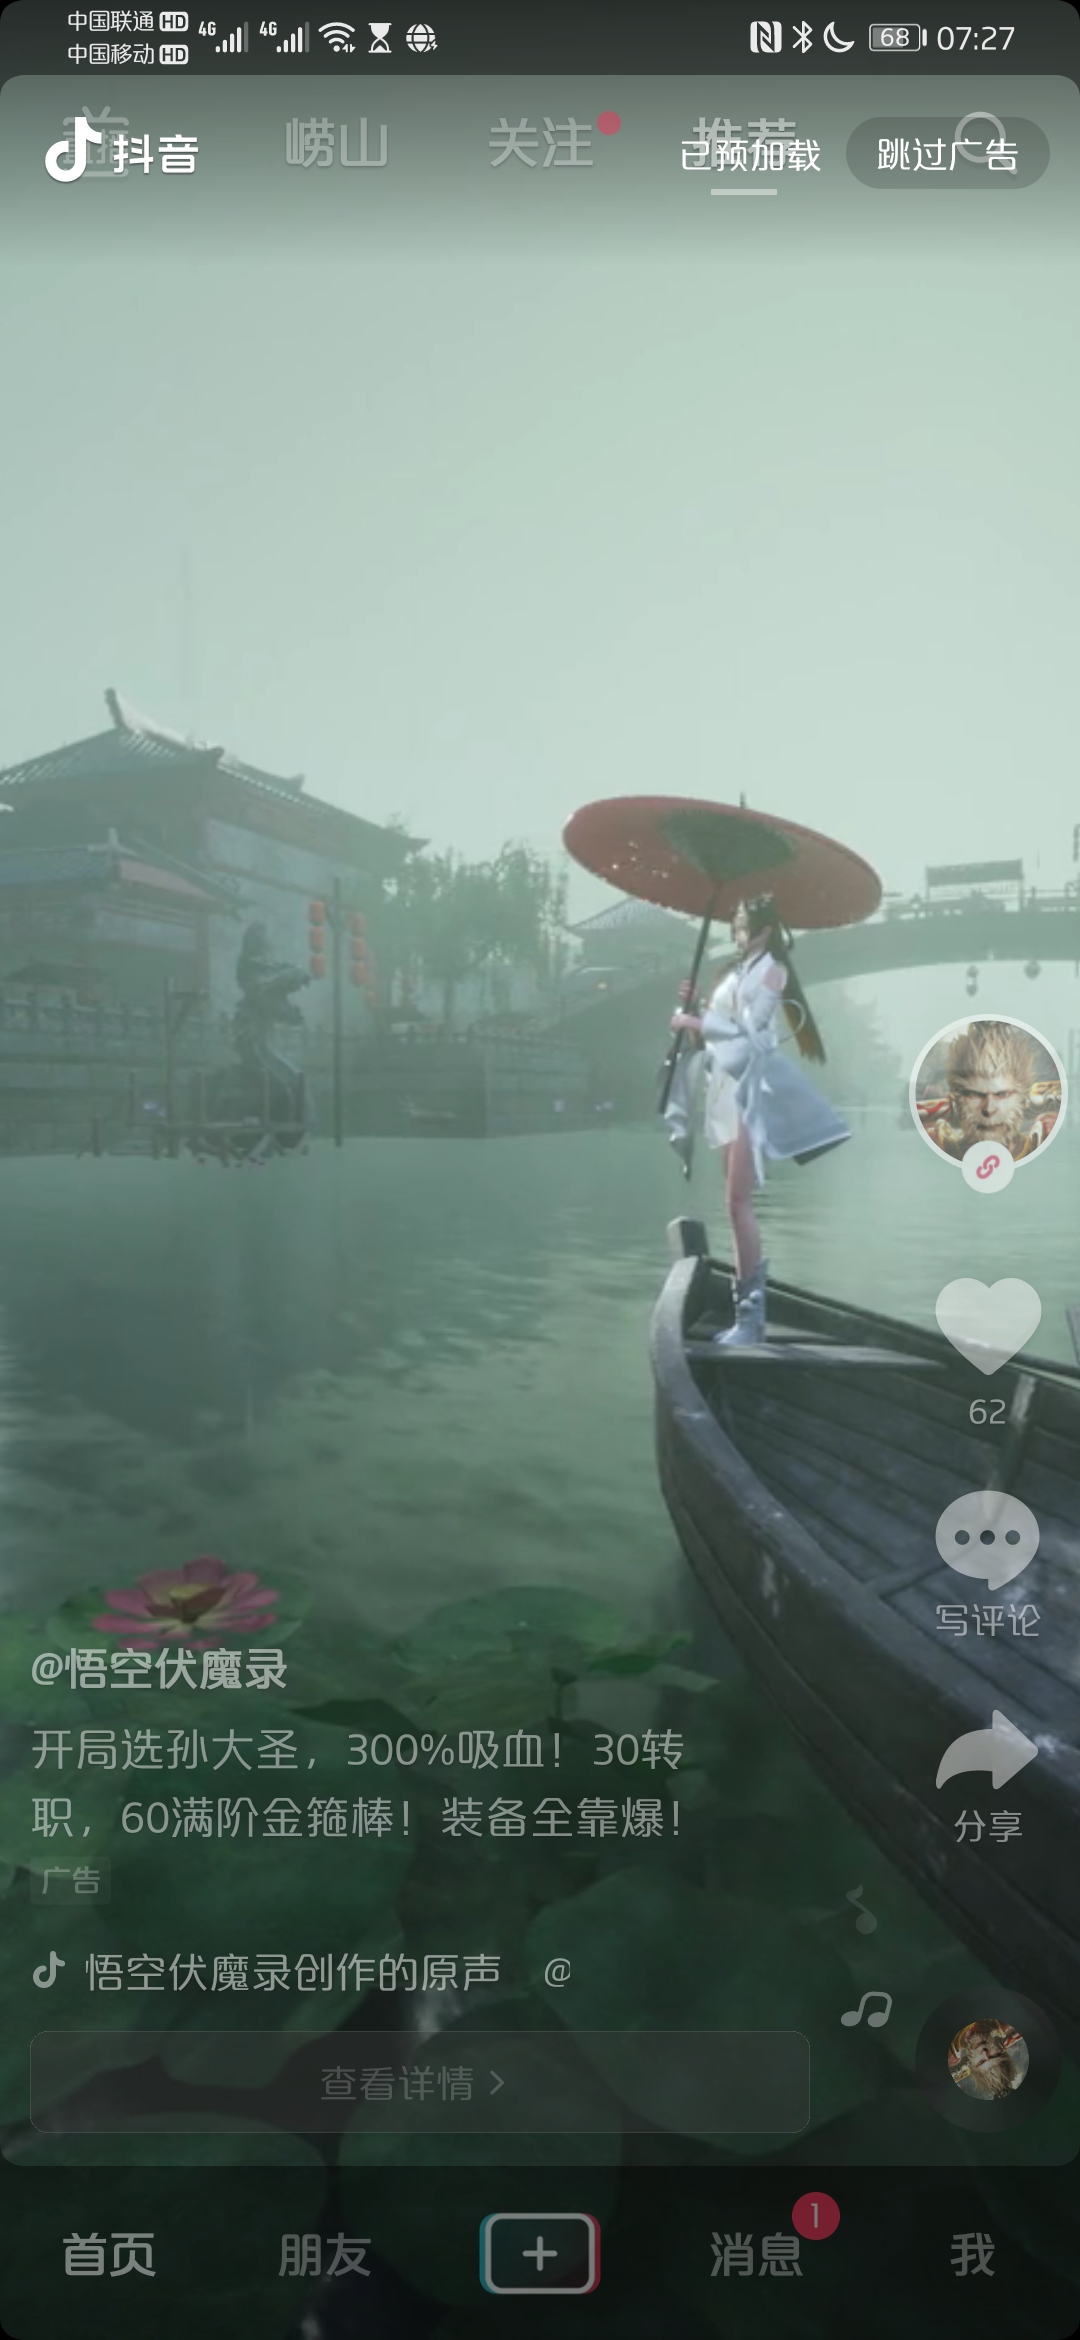 中国联通 HD 4G 4G 68 07:27
中国移动 HD
抖音 直播 崂山 关注 推荐
已预加载 跳过广告
62
写评论
@悟空伏魔录
开局选孙大圣，300%吸血！30转
职，60满阶金箍棒！装备全靠爆！
分享
广告
悟空伏魔录创作的原声 @
查看详情 >
首页 朋友 消息 1 我